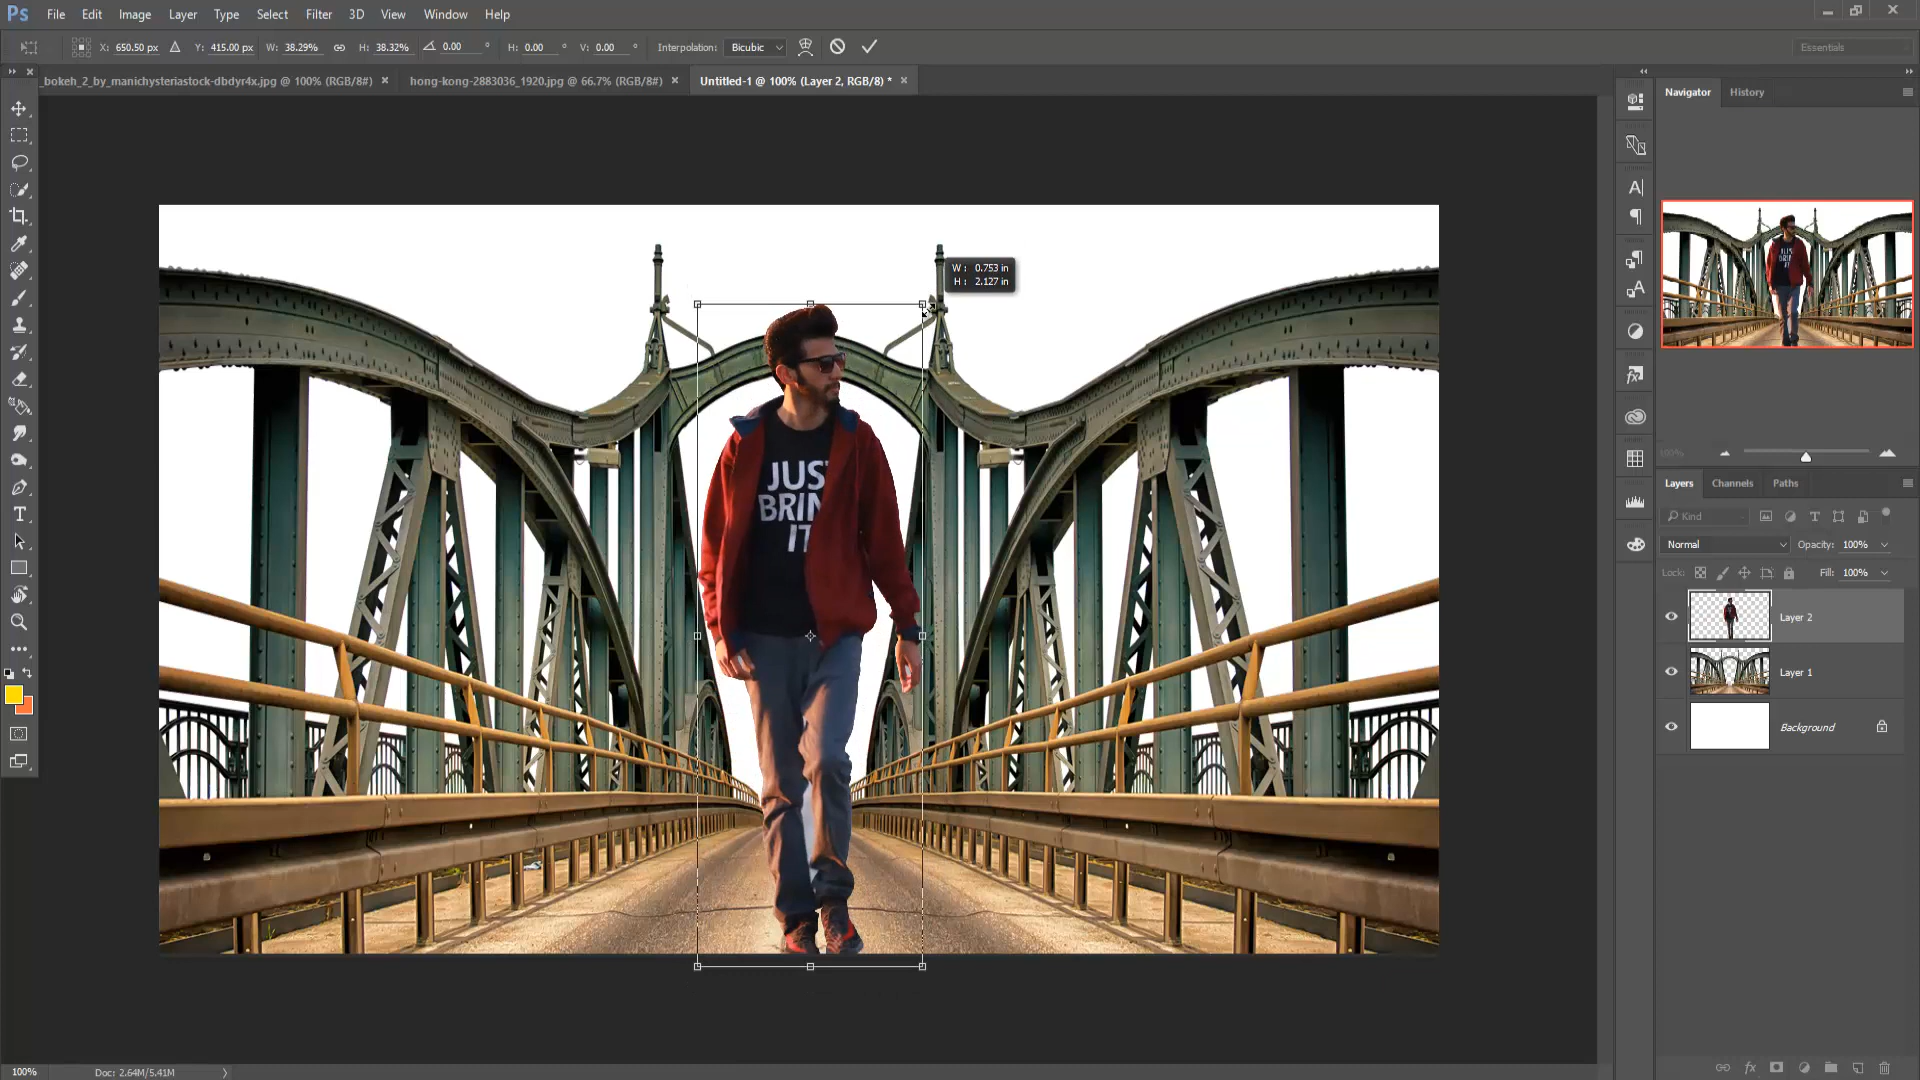 Ps File Edit Image Layer Type Select Filter 3D View Window Help
X: 650.50 px Y: 415.00 px W: 38.29% H: 38.32% 0.00 ° H: 0.00 ° V: 0.00 ° Interpolation: Bicubic Essentials
_bokeh_2_by_manichysteriastock-dbdyr4x.jpg @ 100% (RGB/8#) × hong-kong-2883036_1920.jpg @ 66.7% (RGB/8#) × Untitled-1 @ 100% (Layer 2, RGB/8) * ×
Navigator History
W: 0.753 in
H: 2.127 in
JUST
BRIN
IT
100%
Layers Channels Paths
Kind
Normal Opacity: 100%
Lock: Fill: 100%
Layer 2
Layer 1
Background
100% Doc: 2.64M/5.41M